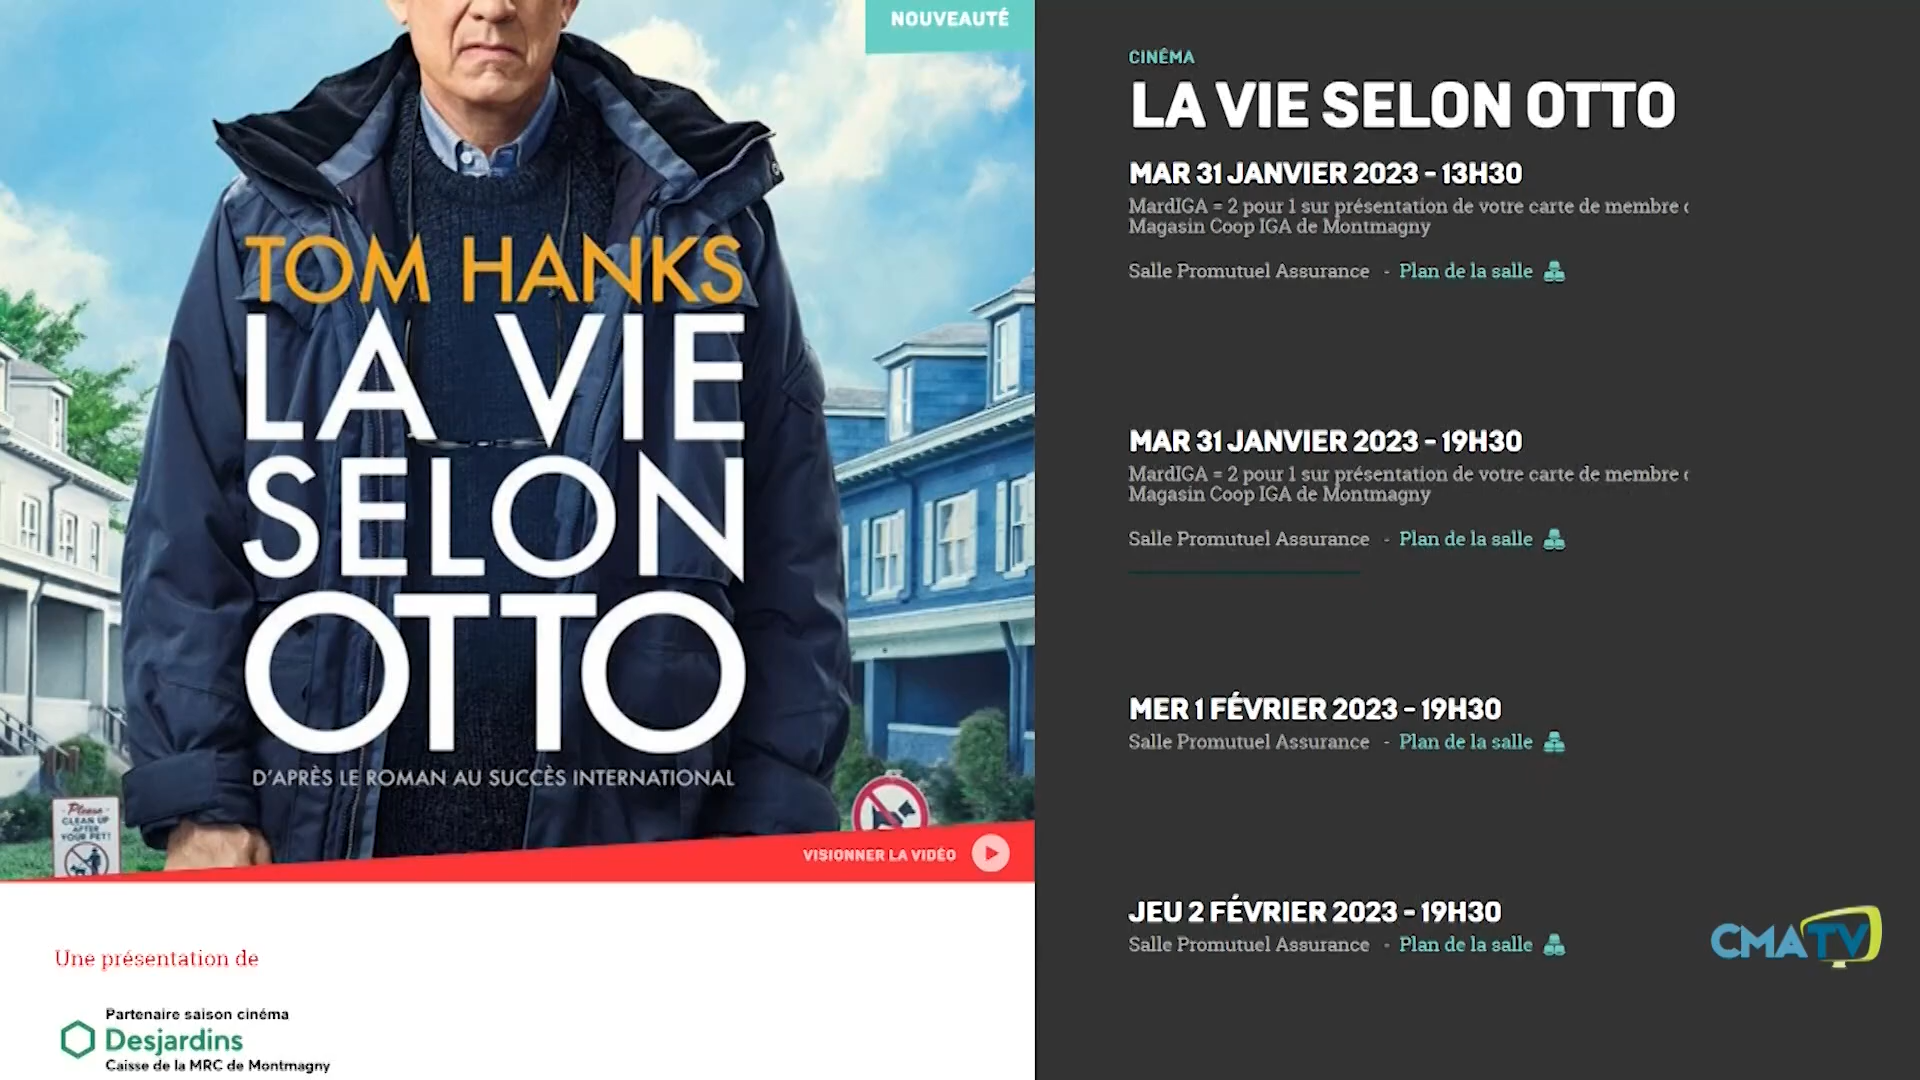 NOUVEAUTÉ
TOM HANKS
LA VIE
SELON
OTTO
D'APRÈS LE ROMAN AU SUCCÈS INTERNATIONAL
Please
CLEAN UP
AFTER
YOUR PET!
VISIONNER LA VIDÉO
Une présentation de
Partenaire saison cinéma
Desjardins
Caisse de la MRC de Montmagny
CINÉMA
LA VIE SELON OTTO
MAR 31 JANVIER 2023 - 13H30
MardIGA = 2 pour 1 sur présentation de votre carte de membre
Magasin Coop IGA de Montmagny
Salle Promutuel Assurance - Plan de la salle
MAR 31 JANVIER 2023 - 19H30
MardIGA = 2 pour 1 sur présentation de votre carte de membre
Magasin Coop IGA de Montmagny
Salle Promutuel Assurance - Plan de la salle
MER 1 FÉVRIER 2023 - 19H30
Salle Promutuel Assurance - Plan de la salle
JEU 2 FÉVRIER 2023 - 19H30
Salle Promutuel Assurance - Plan de la salle
CMATV